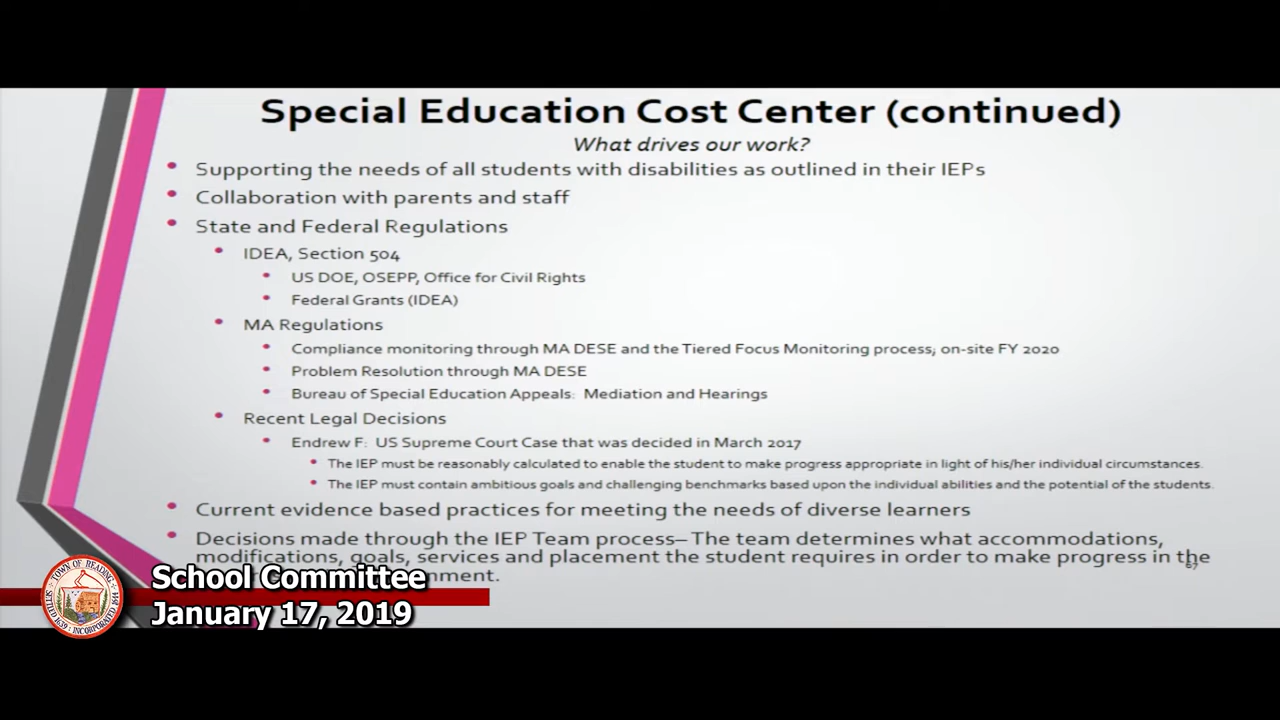 Special Education Cost Center (continued)
What drives our work?
• Supporting the needs of all students with disabilities as outlined in their IEPs
• Collaboration with parents and staff
• State and Federal Regulations
• IDEA, Section 504
• US DOE, OSEPP, Office for Civil Rights
• Federal Grants (IDEA)
• MA Regulations
• Compliance monitoring through MA DESE and the Tiered Focus Monitoring process; on-site FY 2020
• Problem Resolution through MA DESE
• Bureau of Special Education Appeals: Mediation and Hearings
• Recent Legal Decisions
• Endrew F: US Supreme Court Case that was decided in March 2017
• The IEP must be reasonably calculated to enable the student to make progress appropriate in light of his/her individual circumstances.
• The IEP must contain ambitious goals and challenging benchmarks based upon the individual abilities and the potential of the students.
• Current evidence based practices for meeting the needs of diverse learners
• Decisions made through the IEP Team process– The team determines what accommodations,
modifications, goals, services and placement the student requires in order to make progress in the
nment.
TOWN OF READING
SETTLED 1639 : INCORPORATED 1644
School Committee
January 17, 2019